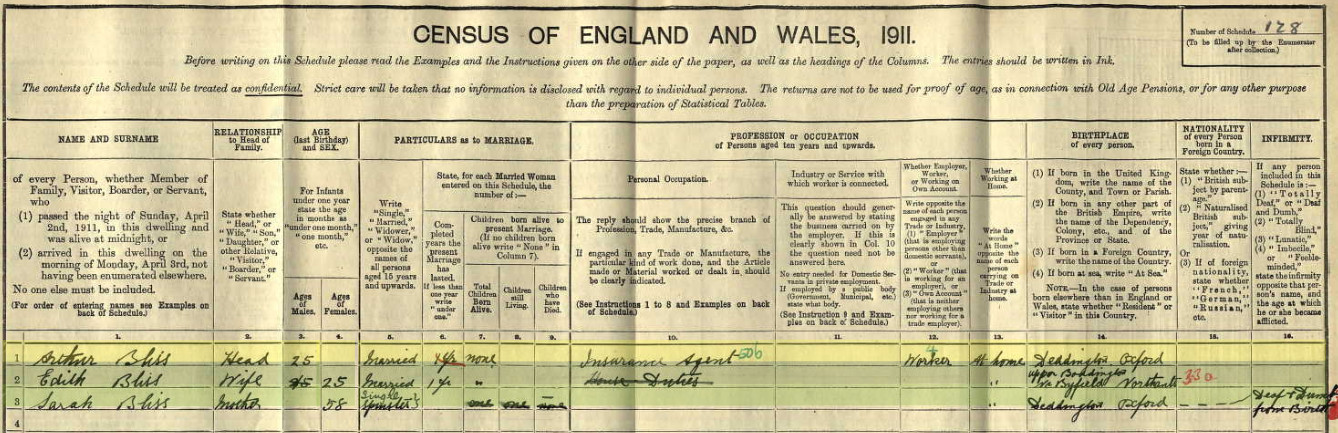 CENSUS OF ENGLAND AND WALES, 1911.
Number of Schedule 128
(To be filled up by the Enumerator
after collection.)
Before writing on this Schedule please read the Examples and the Instructions given on the other side of the paper, as well as the headings of the Columns. The entries should be written in Ink.
The contents of the Schedule will be treated as confidential. Strict care will be taken that no information is disclosed with regard to individual persons. The returns are not to be used for proof of age, as in connection with Old Age Pensions, or for any other purpose
than the preparation of Statistical Tables.
NAME AND SURNAME
of every Person, whether Member of
Family, Visitor, Boarder, or Servant,
who
(1) passed the night of Sunday, April
2nd, 1911, in this dwelling and
was alive at midnight, or
(2) arrived in this dwelling on the
morning of Monday, April 3rd, not
having been enumerated elsewhere.
No one else must be included.
(For order of entering names see Examples on
back of Schedule.)
RELATIONSHIP
to Head of
Family.
State whether
"Head," or
"Wife," "Son,"
"Daughter," or
other Relative,
"Visitor,"
"Boarder," or
"Servant."
AGE
(last Birthday)
and SEX.
For Infants
under one year
state the age
in months as
"under one month,"
"one month,"
etc.
Ages
of
Males.
Ages
of
Females.
PARTICULARS as to MARRIAGE.
Write
"Single,"
"Married,"
"Widower,"
or "Widow,"
opposite the
names of
all persons
aged 15 years
and upwards.
State, for each Married Woman
entered on this Schedule, the
number of:—
Com-
pleted
years the
present
Marriage
has
lasted.
If less than
one year
write
"under
one."
Children born alive to
present Marriage.
(If no children born
alive write "None" in
Column 7).
Total
Children
Born
Alive.
Children
still
Living.
Children
who
have
Died.
PROFESSION or OCCUPATION
of Persons aged ten years and upwards.
Personal Occupation.
The reply should show the precise branch of
Profession, Trade, Manufacture, &c.
If engaged in any Trade or Manufacture, the
particular kind of work done, and the Article
made or Material worked or dealt in should
be clearly indicated.
(See Instructions 1 to 8 and Examples on back
of Schedule.)
Industry or Service with
which worker is connected.
This question should gener-
ally be answered by stating
the business carried on by
the employer. If this is
clearly shown in Col. 10
the question need not be
answered here.
No entry needed for Domestic Ser-
vants in private employment.
If employed by a public body
(Government, Municipal, etc.)
state what body.
(See Instruction 9 and Exam-
ples on back of Schedule.)
Whether Employer,
Worker,
or Working on
Own Account.
Write opposite the
name of each person
engaged in any
Trade or Industry,
(1) "Employer"
(that is employing
persons other than
domestic servants),
or
(2) "Worker" (that
is working for an
employer), or
(3) "Own Account"
(that is neither
employing others
nor working for a
trade employer).
Whether
Working at
Home.
Write the
words
"At Home"
opposite the
name of each
person
carrying on
Trade or
Industry at
home.
BIRTHPLACE
of every person.
(1) If born in the United King-
dom, write the name of the
County, and Town or Parish.
(2) If born in any other part of
the British Empire, write
the name of the Dependency,
Colony, etc., and of the
Province or State.
(3) If born in a Foreign Country,
write the name of the Country.
(4) If born at sea, write "At Sea."
NOTE.—In the case of persons
born elsewhere than in England or
Wales, state whether "Resident" or
"Visitor" in this Country.
NATIONALITY
of every Person
born in a
Foreign Country.
State whether:—
(1) "British sub-
ject by parent-
age,"
(2) "Naturalised
British sub-
ject," giving
year of natu-
ralisation,
Or
(3) If of foreign
nationality,
state whether
"French,"
"German,"
"Russian,"
etc.
INFIRMITY.
If any person
included in this
Schedule is:—
(1) "Totally
Deaf," or "Deaf
and Dumb,"
(2) "Totally
Blind,"
(3) "Lunatic,"
(4) "Imbecile,"
or "Feeble-
minded,"
state the infirmity
opposite that per-
son's name, and
the age at which
he or she became
afflicted.
1. 2. 3. 4. 5. 6. 7. 8. 9. 10. 11. 12. 13. 14. 15. 16.
1 Arthur Bliss Head 25 Married 1 yr none Insurance Agent 506 Worker 4 At home Deddington Oxford
2 Edith Bliss Wife 25 25 Married 1 yr " House Duties " Upper Boddington
Nr Byfield Northants 330
3 Sarah Bliss Mother 58 Single
Spinster one one none " Deddington Oxford ---- Deaf & Dumb
from Birth
4